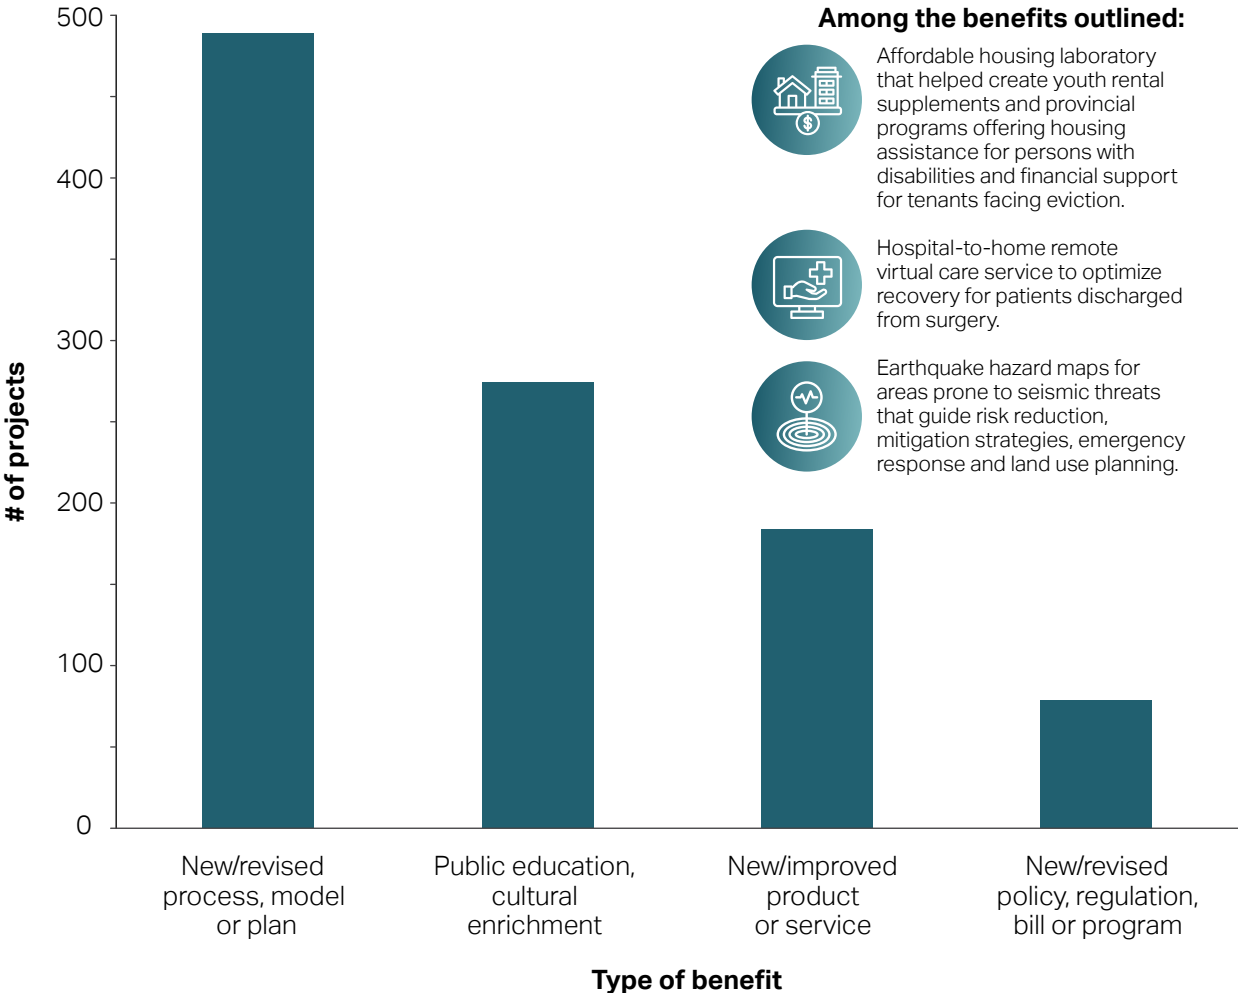 500
400
300
200
100
0
# of projects
Among the benefits outlined:
$
Affordable housing laboratory
that helped create youth rental
supplements and provincial
programs offering housing
assistance for persons with
disabilities and financial support
for tenants facing eviction.
Hospital-to-home remote
virtual care service to optimize
recovery for patients discharged
from surgery.
Earthquake hazard maps for
areas prone to seismic threats
that guide risk reduction,
mitigation strategies, emergency
response and land use planning.
New/revised
process, model
or plan
Public education,
cultural
enrichment
New/improved
product
or service
New/revised
policy, regulation,
bill or program
Type of benefit